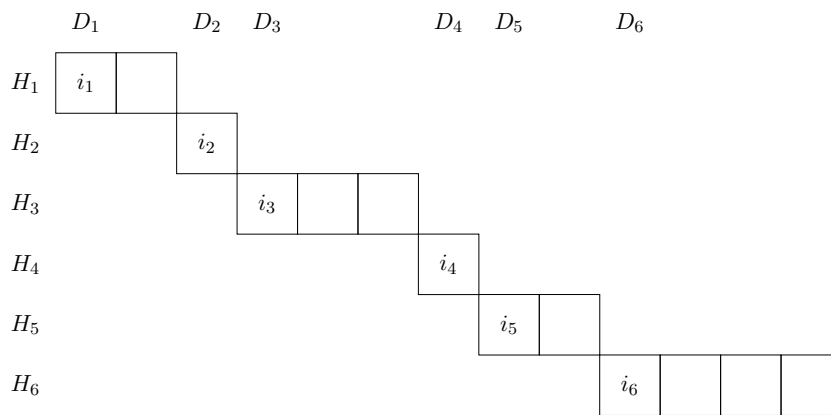 D₁ D₂ D₃ D₄ D₅ D₆
H₁ i₁
H₂ i₂
H₃ i₃
H₄ i₄
H₅ i₅
H₆ i₆